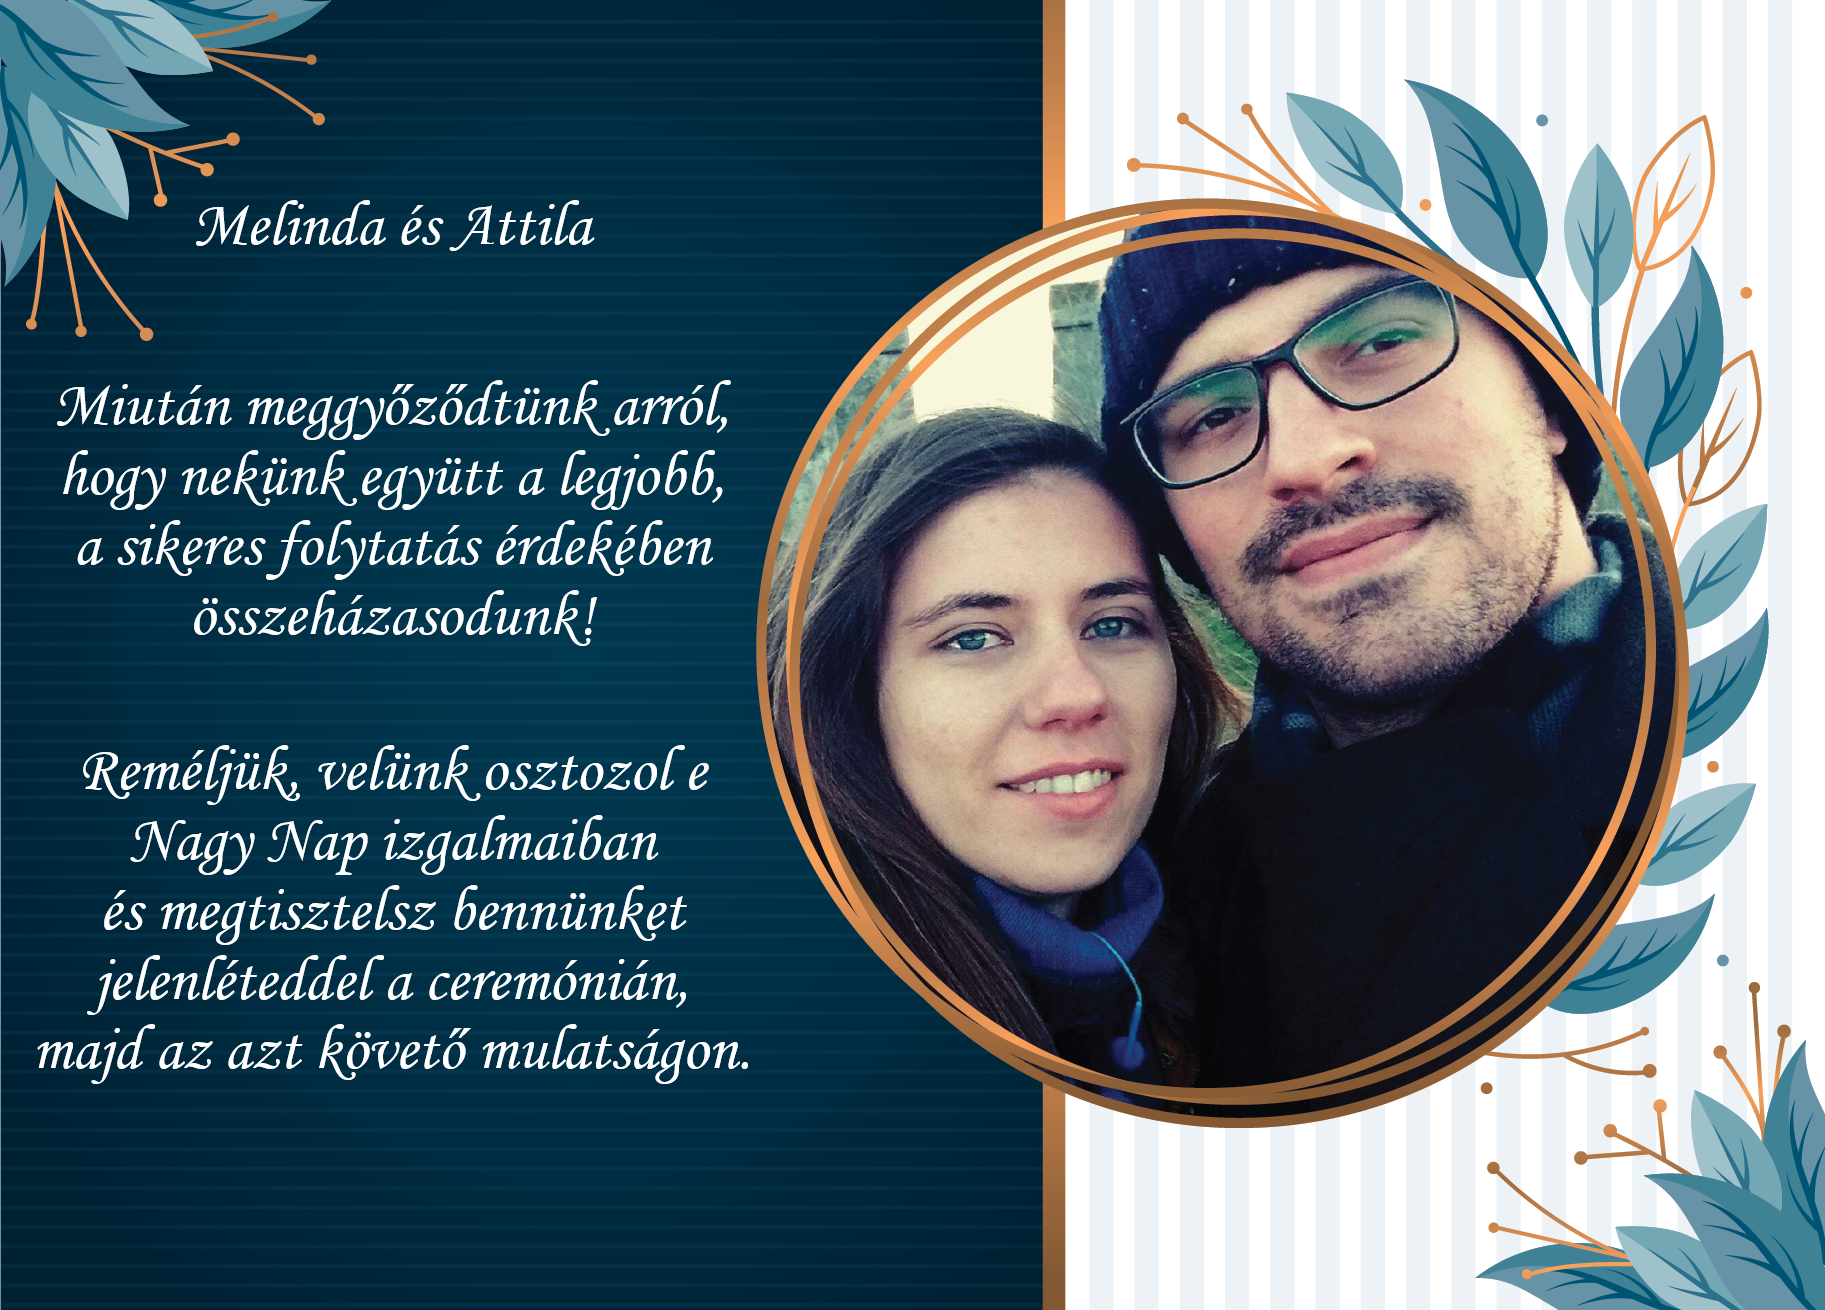 Melinda és Attila
Miután meggyőződtünk arról,
hogy nekünk együtt a legjobb,
a sikeres folytatás érdekében
összeházasodunk!
Reméljük, velünk osztozol e
Nagy Nap izgalmaiban
és megtisztelsz bennünket
jelenléteddel a ceremónián,
majd az azt követő mulatságon.